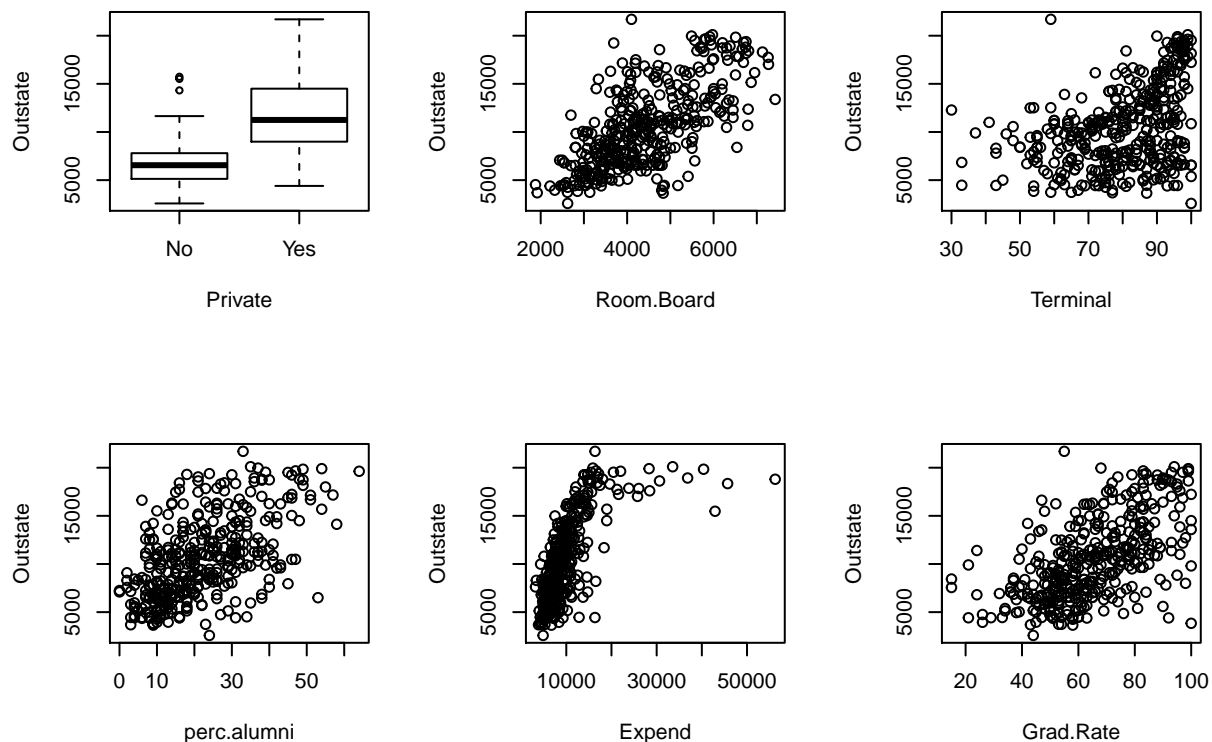 Outstate
5000 15000
No Yes
Private
Outstate
5000 15000
2000 4000 6000
Room.Board
Outstate
5000 15000
30 50 70 90
Terminal
Outstate
5000 15000
0 10 30 50
perc.alumni
Outstate
5000 15000
10000 30000 50000
Expend
Outstate
5000 15000
20 40 60 80 100
Grad.Rate